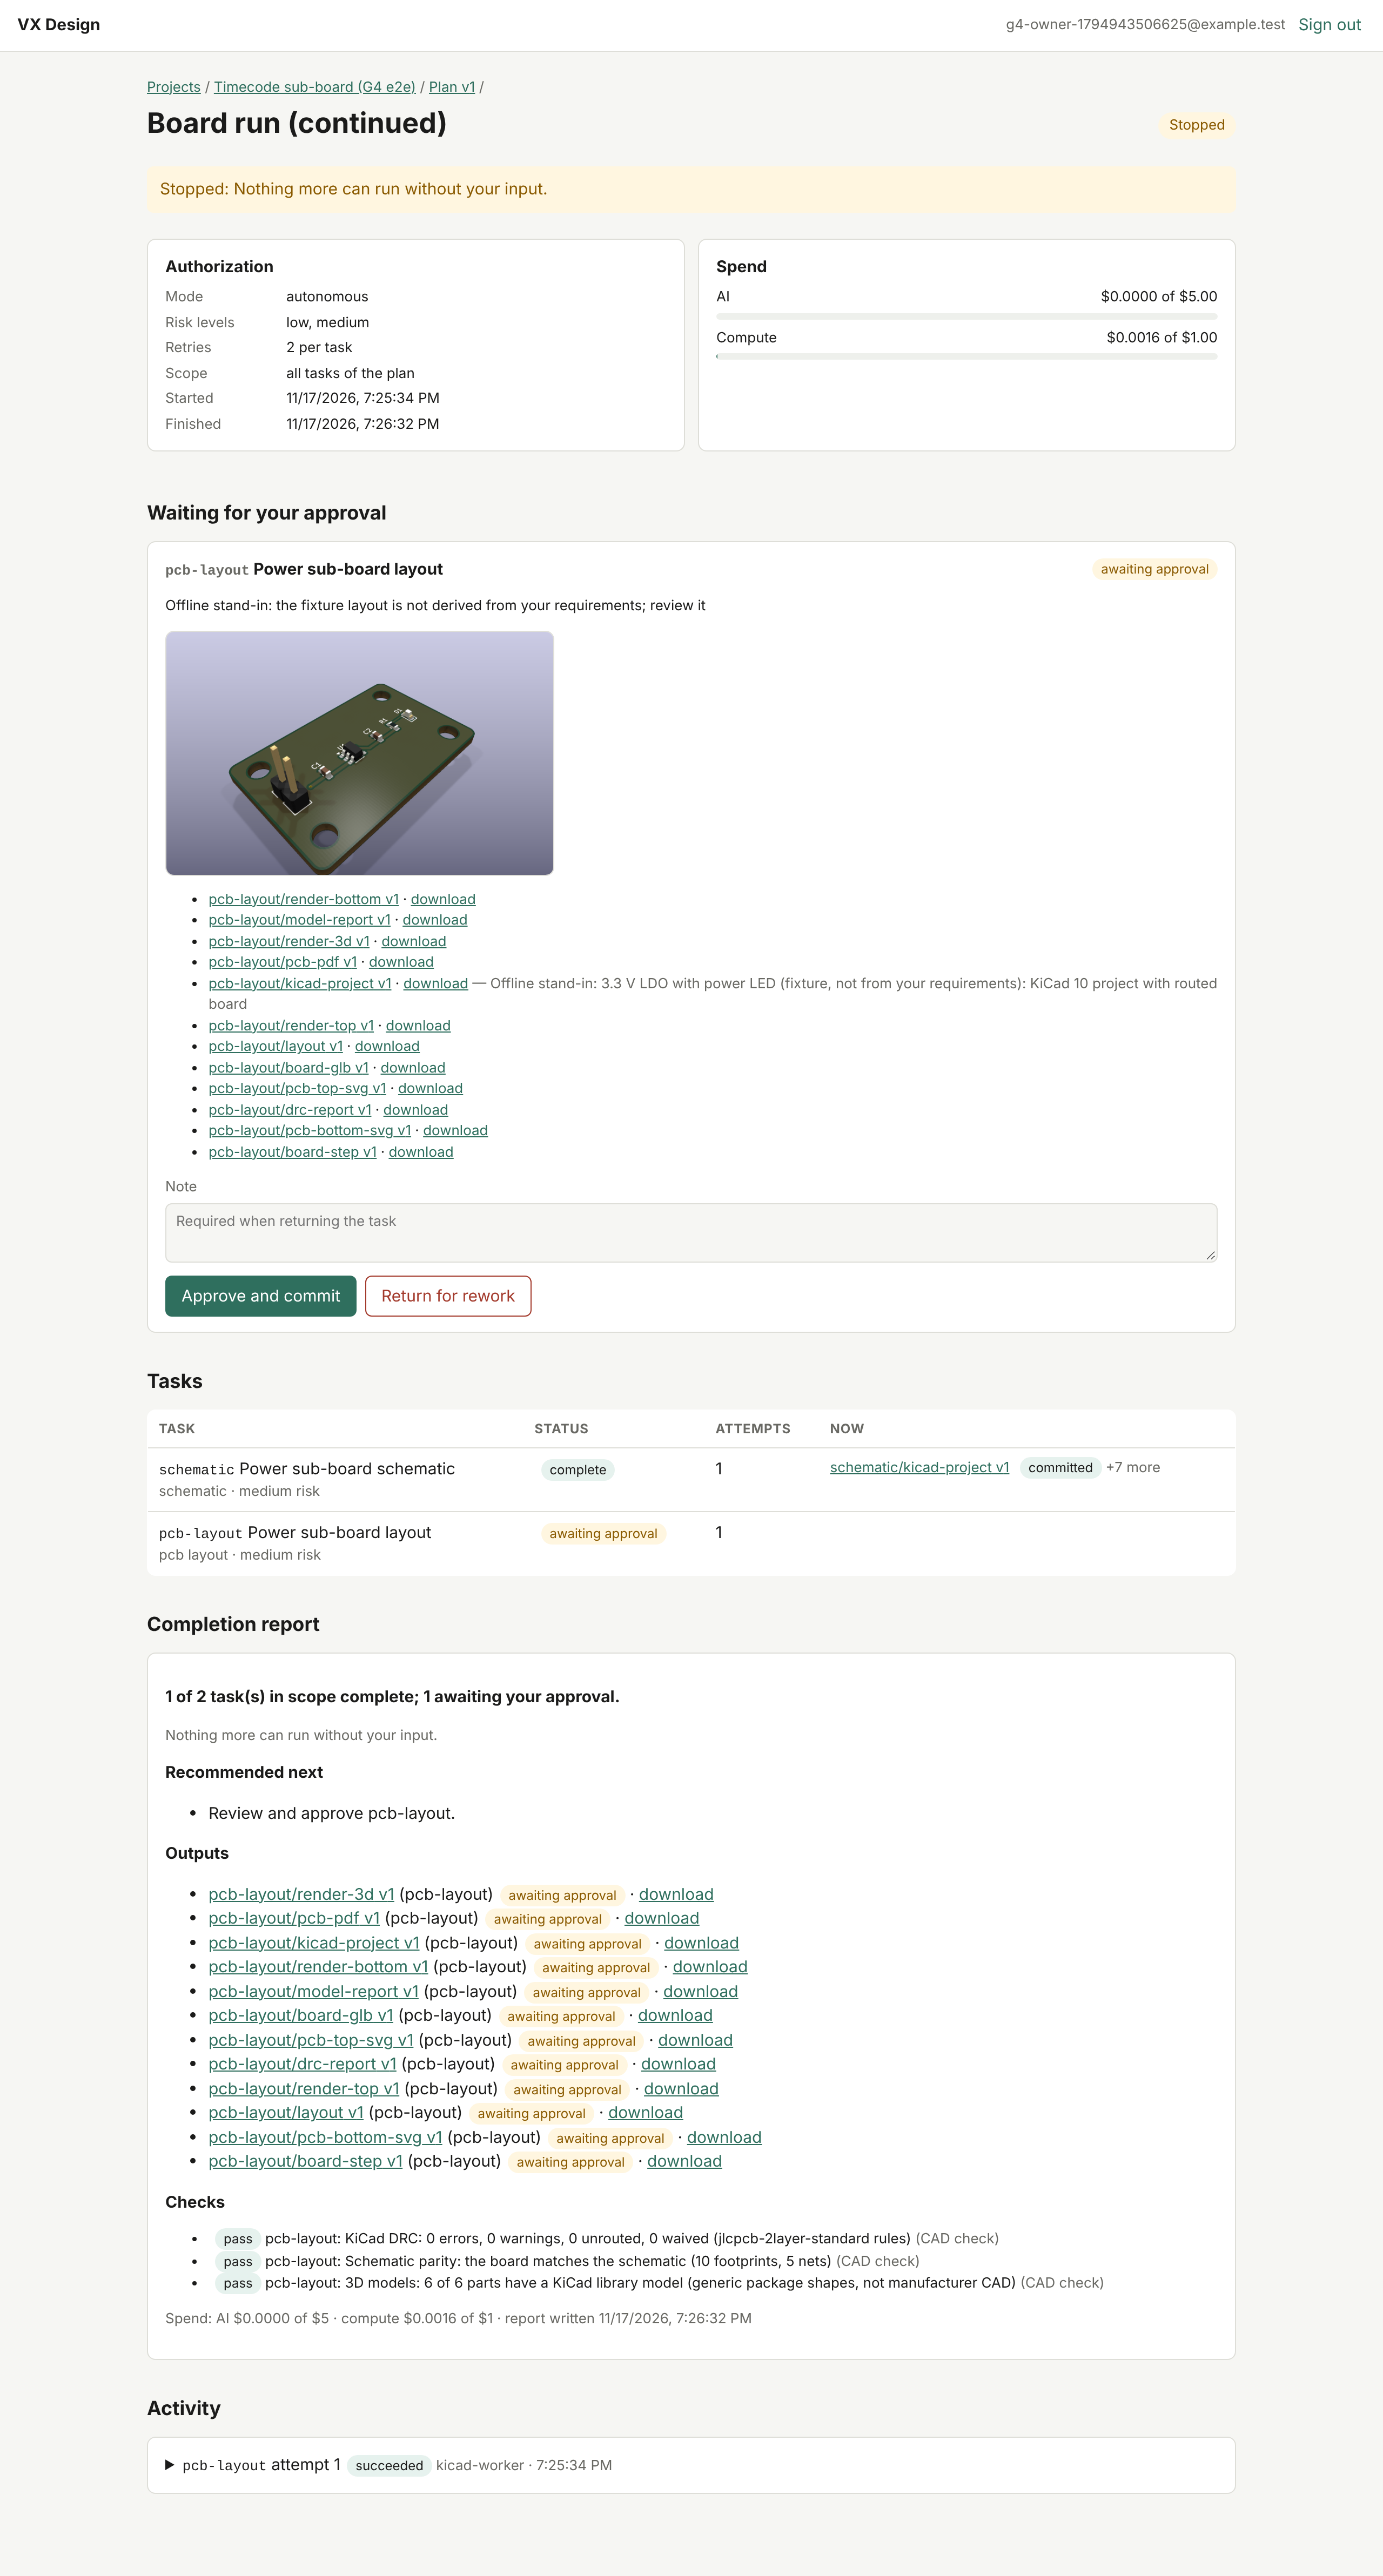 VX Design
g4-owner-1794943506625@example.test Sign out
Projects / Timecode sub-board (G4 e2e) / Plan v1 /
Board run (continued)
Stopped
Stopped: Nothing more can run without your input.
Authorization
Mode autonomous
Risk levels low, medium
Retries 2 per task
Scope all tasks of the plan
Started 11/17/2026, 7:25:34 PM
Finished 11/17/2026, 7:26:32 PM
Spend
AI $0.0000 of $5.00
Compute $0.0016 of $1.00
Waiting for your approval
pcb-layout Power sub-board layout awaiting approval
Offline stand-in: the fixture layout is not derived from your requirements; review it
pcb-layout/render-bottom v1 · download
pcb-layout/model-report v1 · download
pcb-layout/render-3d v1 · download
pcb-layout/pcb-pdf v1 · download
pcb-layout/kicad-project v1 · download — Offline stand-in: 3.3 V LDO with power LED (fixture, not from your requirements): KiCad 10 project with routed
board
pcb-layout/render-top v1 · download
pcb-layout/layout v1 · download
pcb-layout/board-glb v1 · download
pcb-layout/pcb-top-svg v1 · download
pcb-layout/drc-report v1 · download
pcb-layout/pcb-bottom-svg v1 · download
pcb-layout/board-step v1 · download
Note
Required when returning the task
Approve and commit Return for rework
Tasks
TASK STATUS ATTEMPTS NOW
schematic Power sub-board schematic complete 1 schematic/kicad-project v1 committed +7 more
schematic · medium risk
pcb-layout Power sub-board layout awaiting approval 1
pcb layout · medium risk
Completion report
1 of 2 task(s) in scope complete; 1 awaiting your approval.
Nothing more can run without your input.
Recommended next
Review and approve pcb-layout.
Outputs
pcb-layout/render-3d v1 (pcb-layout) awaiting approval · download
pcb-layout/pcb-pdf v1 (pcb-layout) awaiting approval · download
pcb-layout/kicad-project v1 (pcb-layout) awaiting approval · download
pcb-layout/render-bottom v1 (pcb-layout) awaiting approval · download
pcb-layout/model-report v1 (pcb-layout) awaiting approval · download
pcb-layout/board-glb v1 (pcb-layout) awaiting approval · download
pcb-layout/pcb-top-svg v1 (pcb-layout) awaiting approval · download
pcb-layout/drc-report v1 (pcb-layout) awaiting approval · download
pcb-layout/render-top v1 (pcb-layout) awaiting approval · download
pcb-layout/layout v1 (pcb-layout) awaiting approval · download
pcb-layout/pcb-bottom-svg v1 (pcb-layout) awaiting approval · download
pcb-layout/board-step v1 (pcb-layout) awaiting approval · download
Checks
pass pcb-layout: KiCad DRC: 0 errors, 0 warnings, 0 unrouted, 0 waived (jlcpcb-2layer-standard rules) (CAD check)
pass pcb-layout: Schematic parity: the board matches the schematic (10 footprints, 5 nets) (CAD check)
pass pcb-layout: 3D models: 6 of 6 parts have a KiCad library model (generic package shapes, not manufacturer CAD) (CAD check)
Spend: AI $0.0000 of $5 · compute $0.0016 of $1 · report written 11/17/2026, 7:26:32 PM
Activity
pcb-layout attempt 1 succeeded kicad-worker · 7:25:34 PM